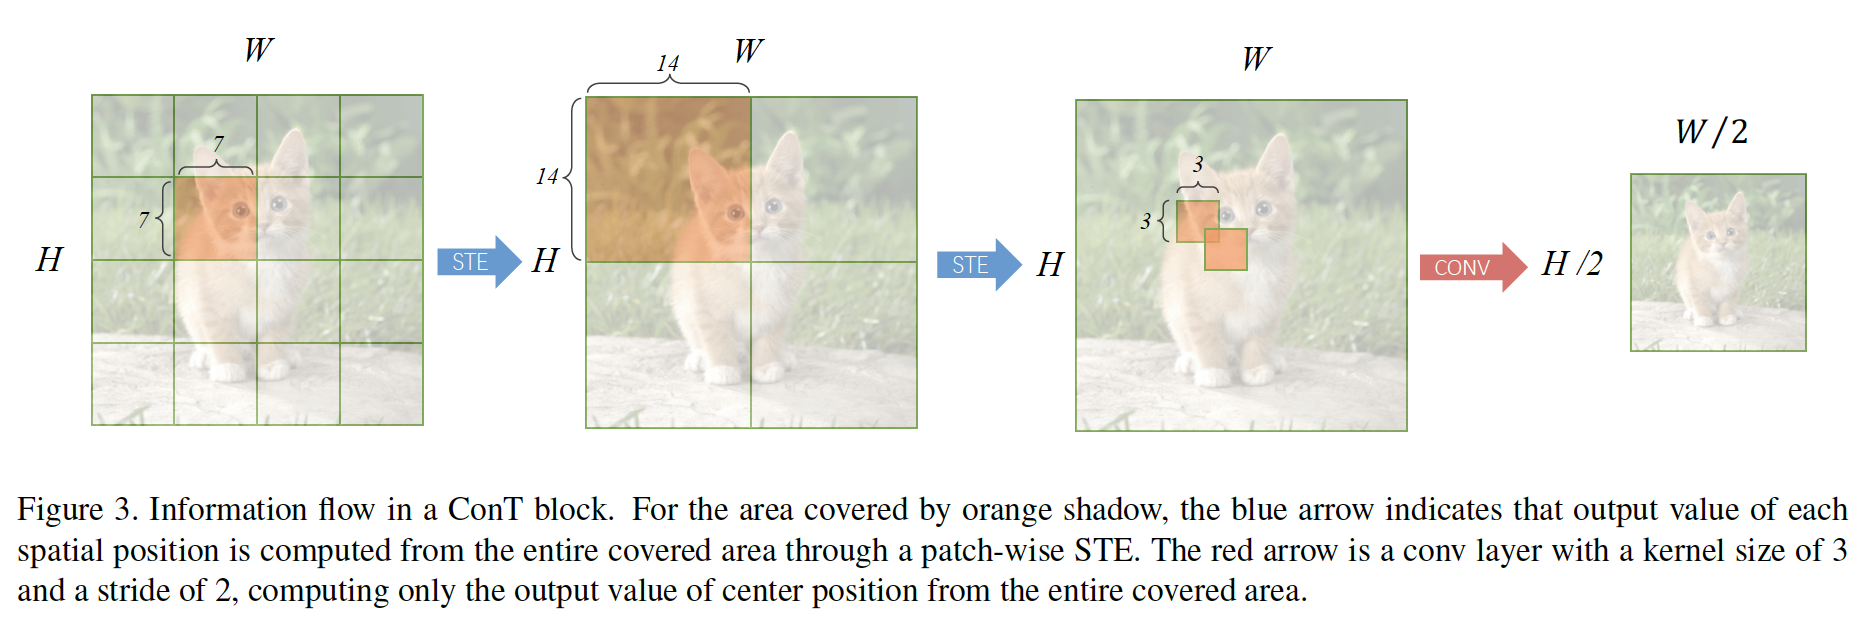 W
7
7
H
STE
W
14
14
H
STE
W
3
3
H
CONV
W/2
H/2
Figure 3. Information flow in a ConT block. For the area covered by orange shadow, the blue arrow indicates that output value of each
spatial position is computed from the entire covered area through a patch-wise STE. The red arrow is a conv layer with a kernel size of 3
and a stride of 2, computing only the output value of center position from the entire covered area.